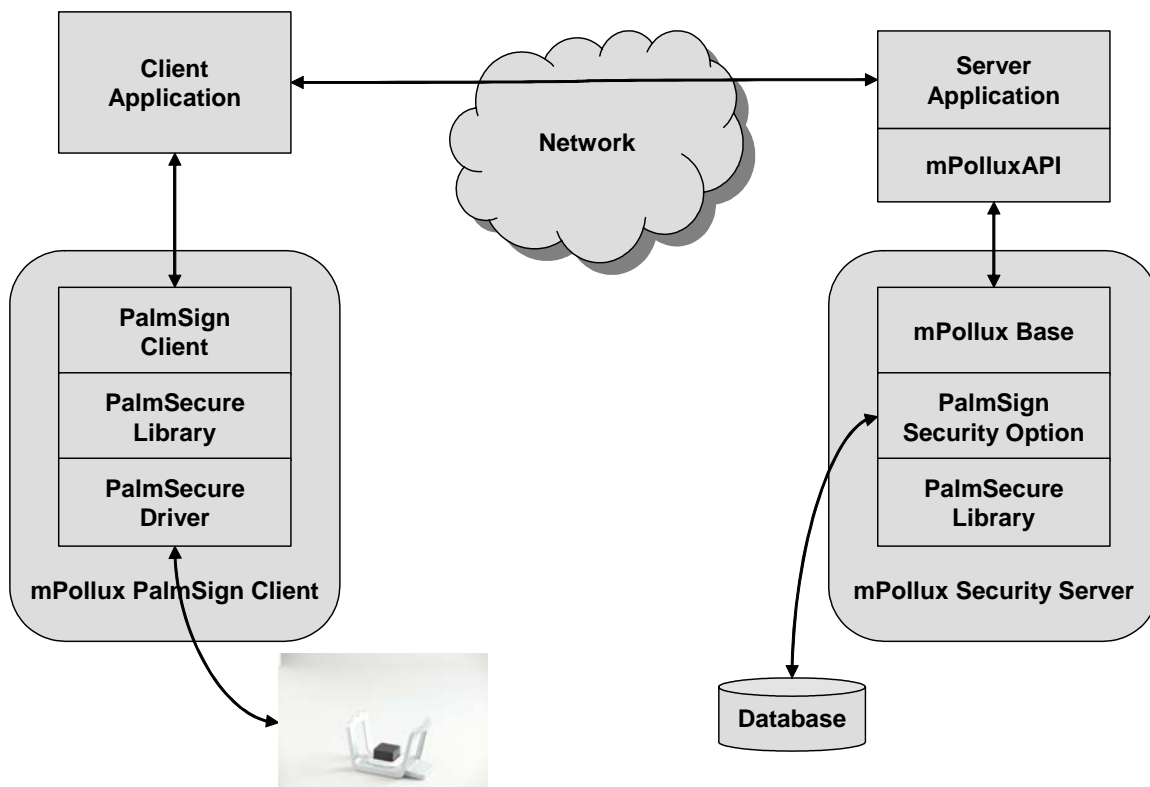 Client
Application
Network
Server
Application
mPolluxAPI
PalmSign
Client
PalmSecure
Library
PalmSecure
Driver
mPollux PalmSign Client
mPollux Base
PalmSign
Security Option
PalmSecure
Library
mPollux Security Server
Database